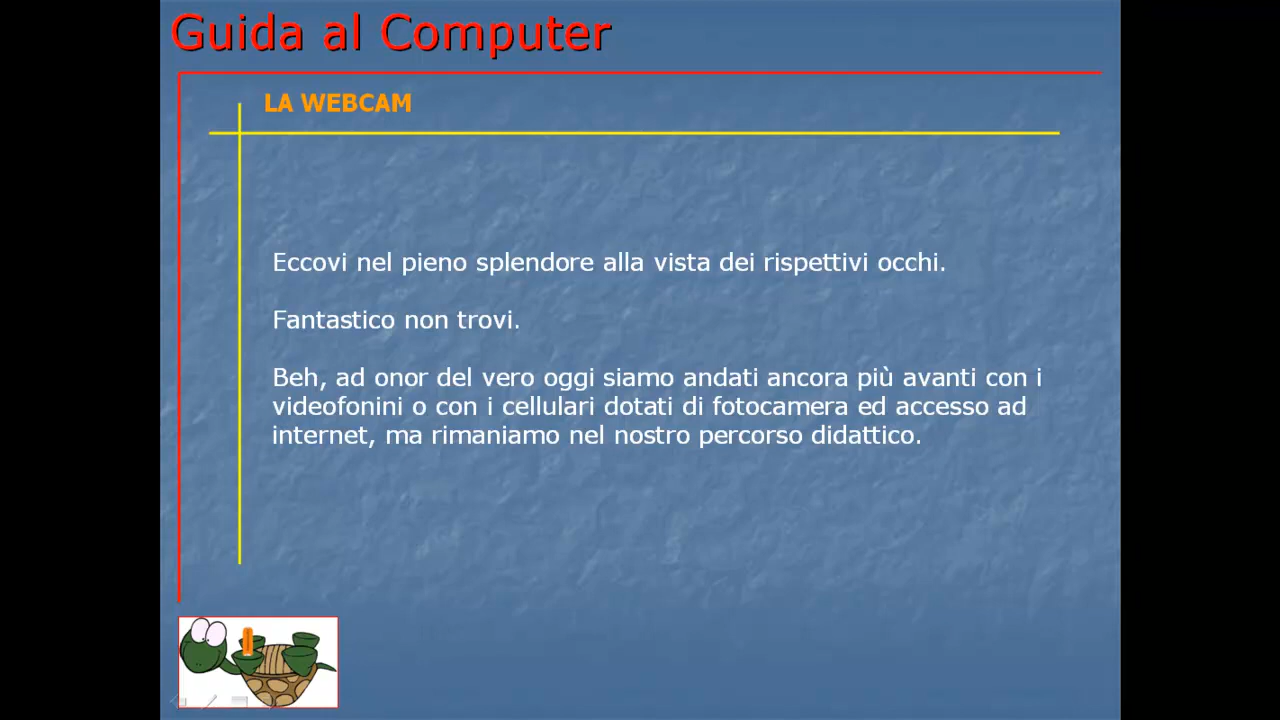 Guida al Computer
LA WEBCAM
Eccovi nel pieno splendore alla vista dei rispettivi occhi.
Fantastico non trovi.
Beh, ad onor del vero oggi siamo andati ancora più avanti con i
videofonini o con i cellulari dotati di fotocamera ed accesso ad
internet, ma rimaniamo nel nostro percorso didattico.